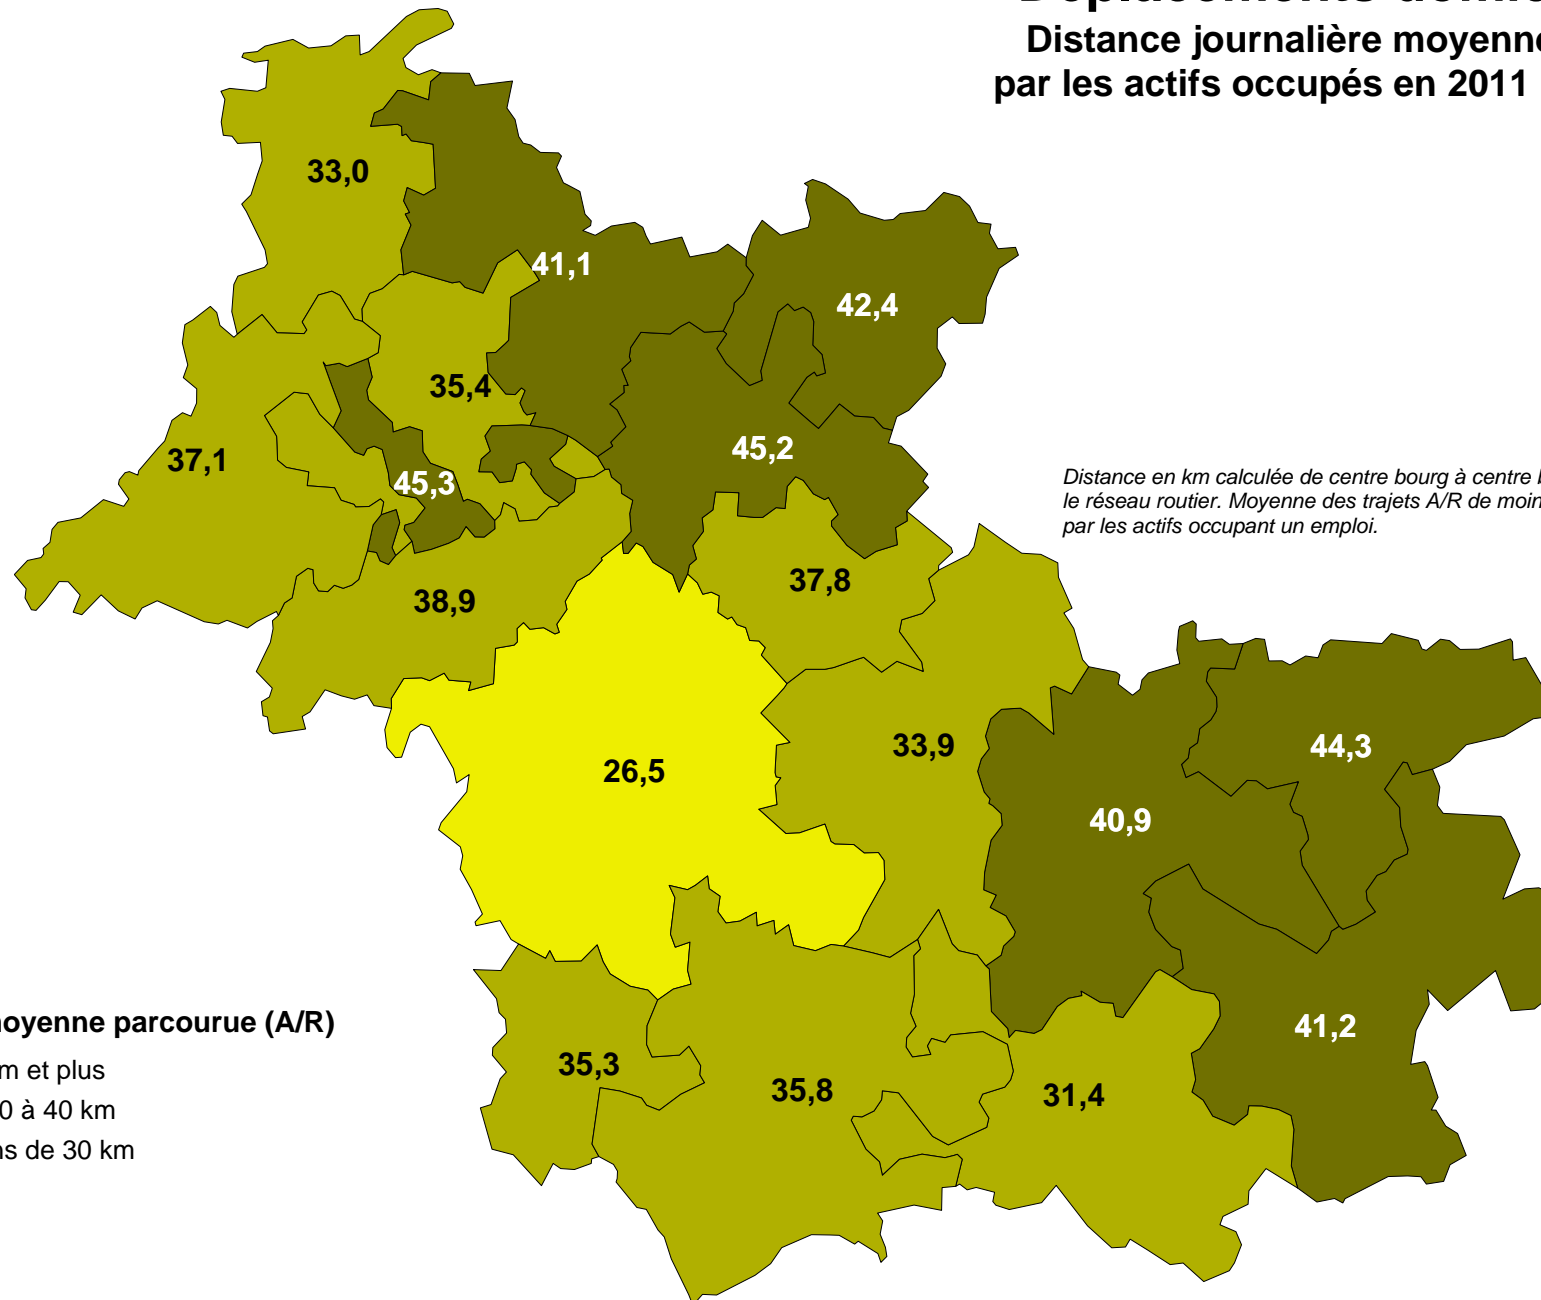 Distance journalière moyenne
par les actifs occupés en 2011
33,0
41,1
42,4
35,4
45,2
37,1
45,3
Distance en km calculée de centre bourg à centre b
le réseau routier. Moyenne des trajets A/R de moin
par les actifs occupant un emploi.
37,8
38,9
33,9
44,3
26,5
40,9
moyenne parcourue (A/R)
41,2
35,3
m et plus
35,8
31,4
0 à 40 km
ns de 30 km